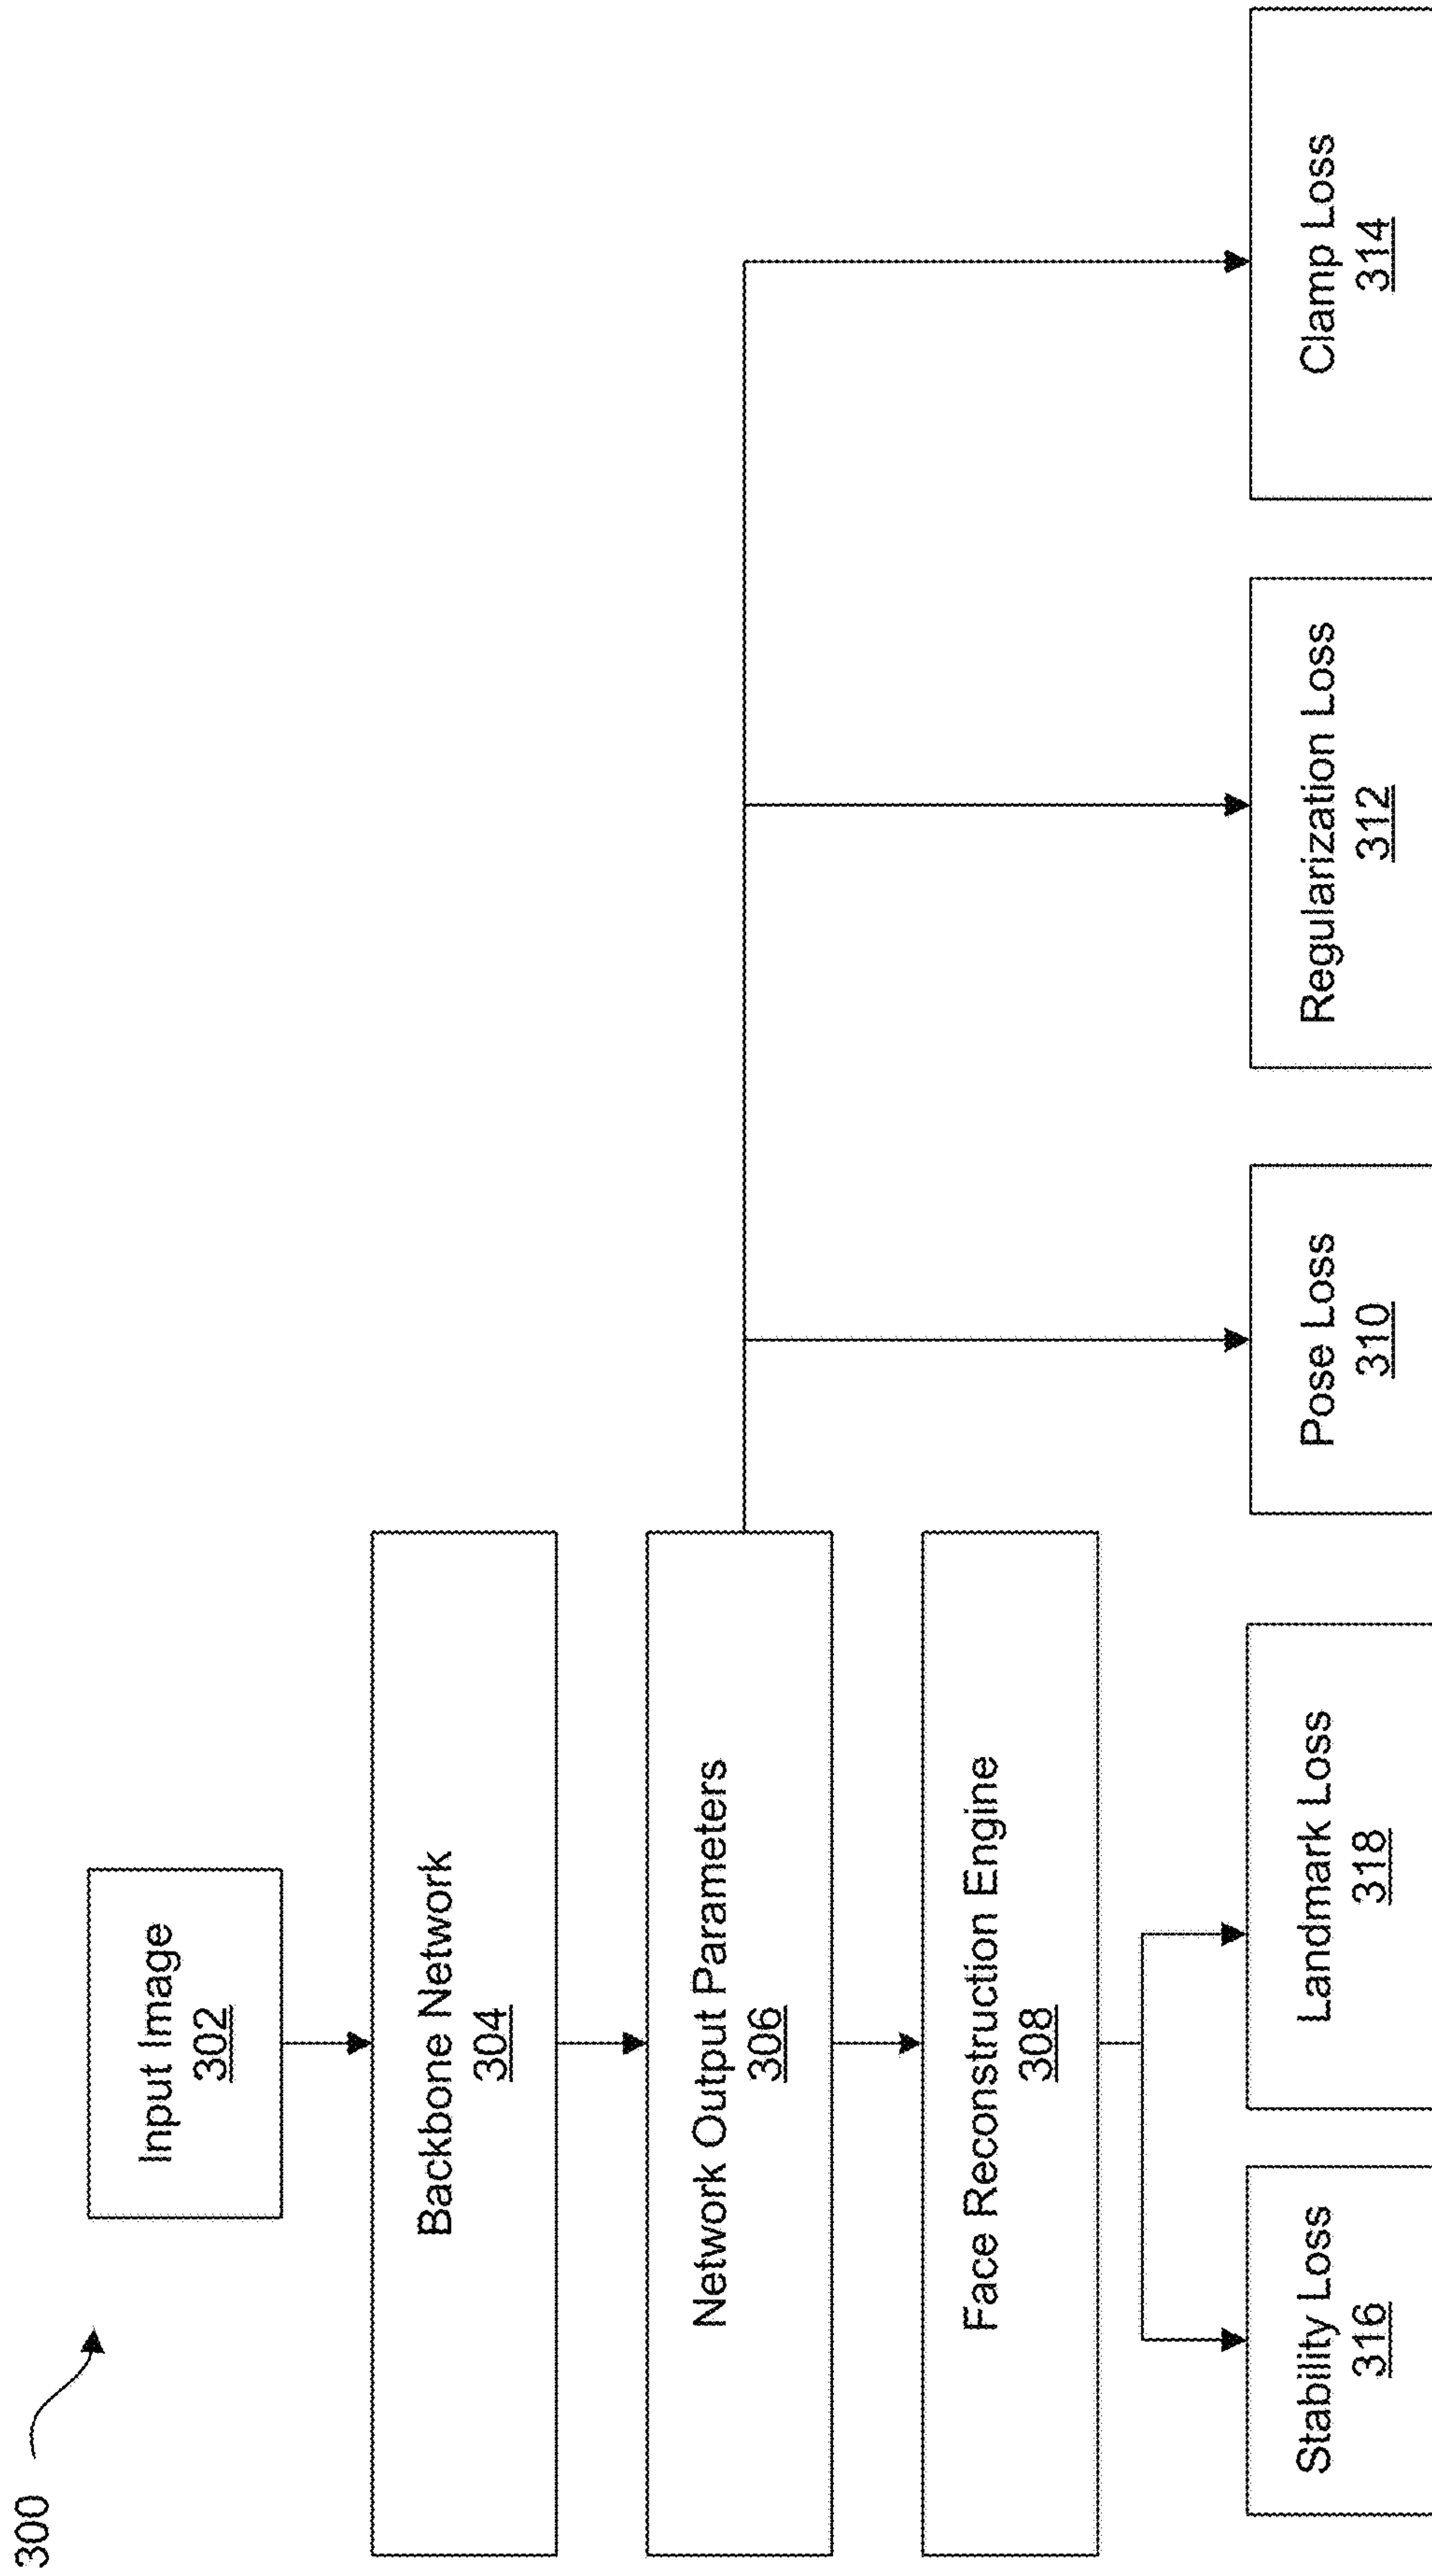 300
Input Image
302
Backbone Network
304
Network Output Parameters
306
Face Reconstruction Engine
308
Stability Loss
316
Landmark Loss
318
Pose Loss
310
Regularization Loss
312
Clamp Loss
314